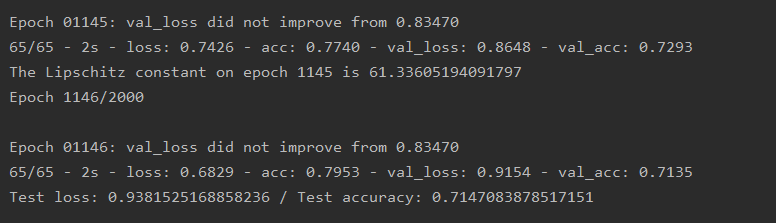 Epoch 01145: val_loss did not improve from 0.83470
65/65 - 2s - loss: 0.7426 - acc: 0.7740 - val_loss: 0.8648 - val_acc: 0.7293
The Lipschitz constant on epoch 1145 is 61.33605194091797
Epoch 1146/2000
Epoch 01146: val_loss did not improve from 0.83470
65/65 - 2s - loss: 0.6829 - acc: 0.7953 - val_loss: 0.9154 - val_acc: 0.7135
Test loss: 0.9381525168858236 / Test accuracy: 0.7147083878517151